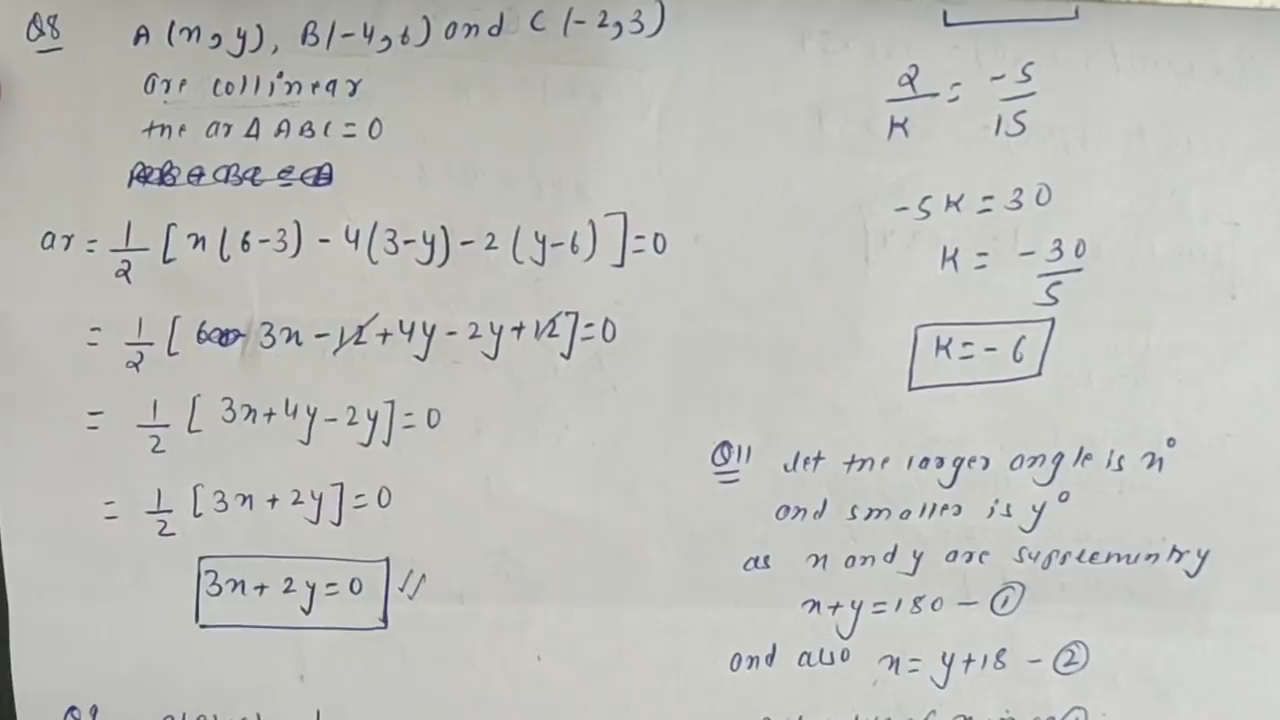 Q8 A(x,y), B(-4,6) and C(-2,3)
are collinear
the ar Δ ABC = 0
ar = 1/2 [x(6-3) - 4(3-y) - 2(y-6)] = 0
= 1/2 [ 3x - 12 + 4y - 2y + 12] = 0
= 1/2 [3x + 4y - 2y] = 0
= 1/2 [3x + 2y] = 0
3x + 2y = 0 //
2/K = -5/15
-5K = 30
K = -30/5
K = -6
Q11 let the larger angle is x°
and smaller is y°
as x and y are supplementry
x+y = 180 - ①
and also x = y+18 - ②
Q9